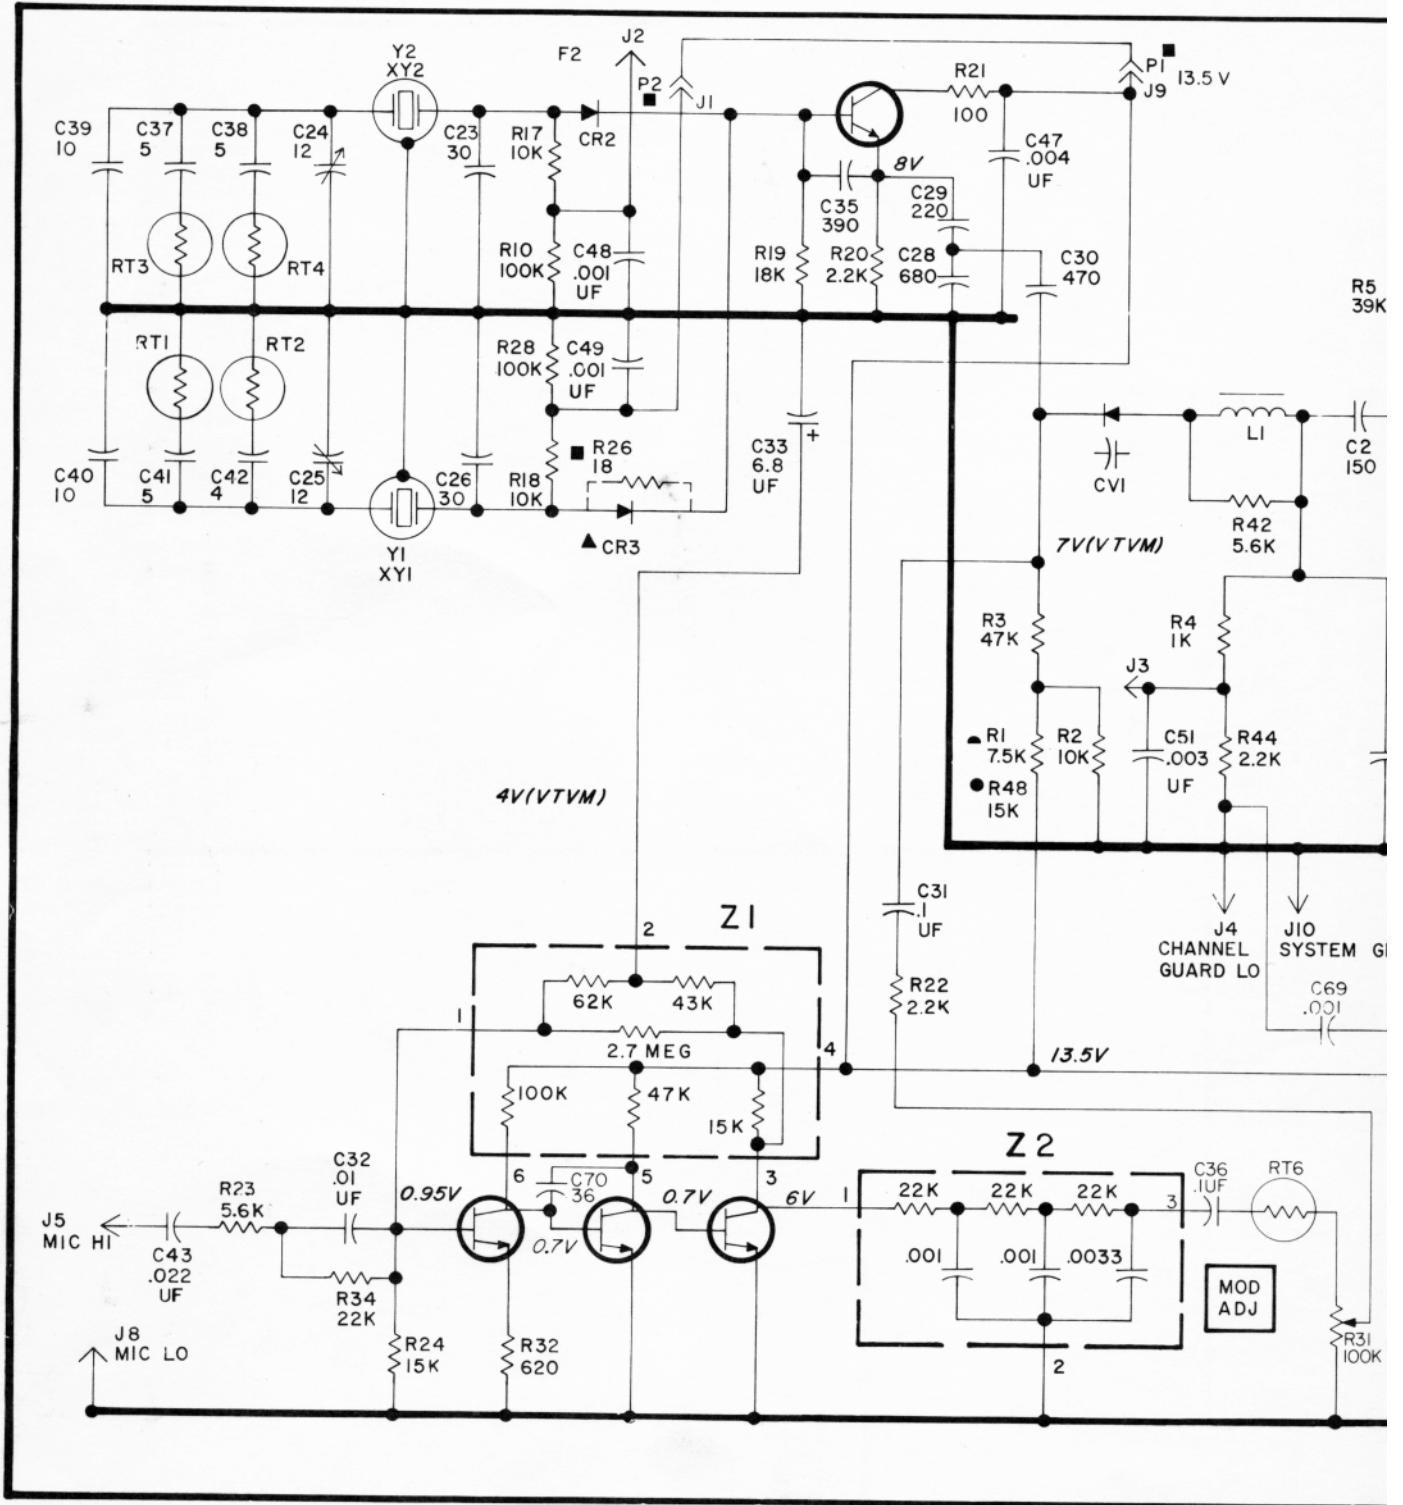 Y2
XY2
F2
J2
P2
J1
R21
100
P1
J9
13.5 V
C39
10
C37
5
C38
5
C24
12
C23
30
R17
10K
CR2
8V
C47
.004
UF
C35
390
C29
220
RT3
RT4
R10
100K
C48
.001
UF
R19
18K
R20
2.2K
C28
680
C30
470
R5
39K
RT1
RT2
R28
100K
C49
.001
UF
L1
C2
150
C40
10
C41
5
C42
4
C25
12
C26
30
R18
10K
R26
18
C33
6.8
UF
+
CV1
R42
5.6K
CR3
Y1
XY1
7V(VTVM)
R3
47K
R4
1K
J3
R1
7.5K
R48
15K
R2
10K
C51
.003
UF
R44
2.2K
4V(VTVM)
C31
.1
UF
J4
CHANNEL
GUARD LO
J10
SYSTEM G
Z1
2
62K
43K
R22
2.2K
C69
.001
1
2.7 MEG
4
13.5V
100K
47K
15K
Z2
C32
.01
UF
6
C70
36
5
3
R23
5.6K
0.95V
0.7V
6V
1
22K
22K
22K
3
C36
.1UF
RT6
J5
MIC HI
C43
.022
UF
0.7V
.001
.001
.0033
R34
22K
MOD
ADJ
J8
MIC LO
R24
15K
R32
620
2
R31
100K